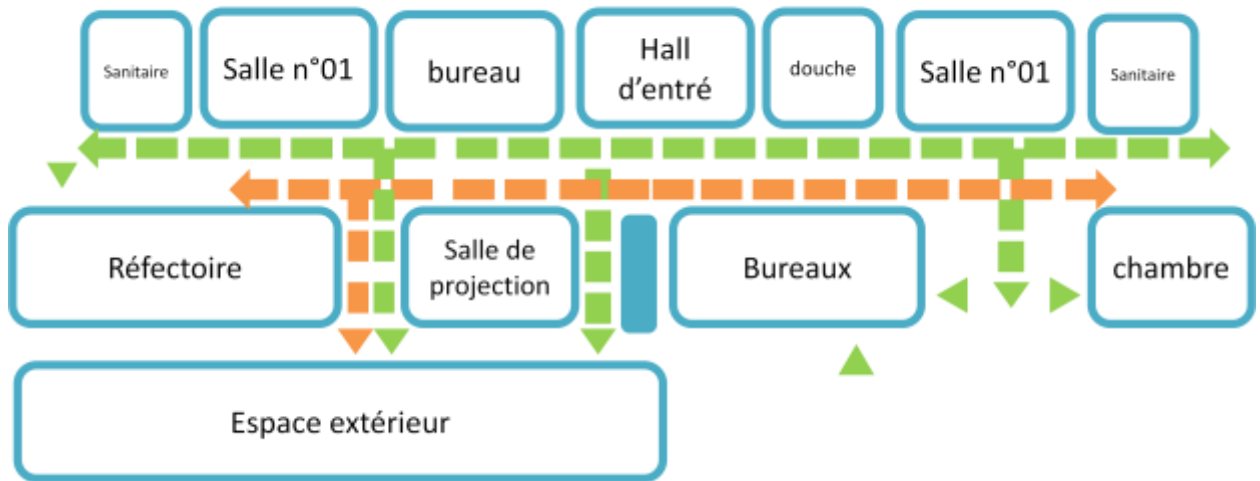 Sanitaire
Salle n°01
bureau
Hall
d'entré
douche
Salle n°01
Sanitaire
Réfectoire
Salle de
projection
Bureaux
chambre
Espace extérieur